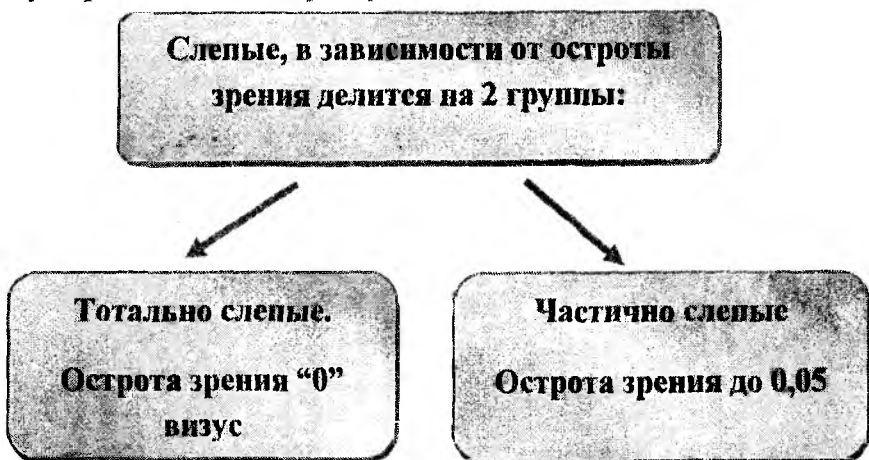 Слепые, в зависимости от остроты
зрения делится на 2 группы:
Тотально слепые.
Острота зрения “0”
визус
Частично слепые
Острота зрения до 0,05